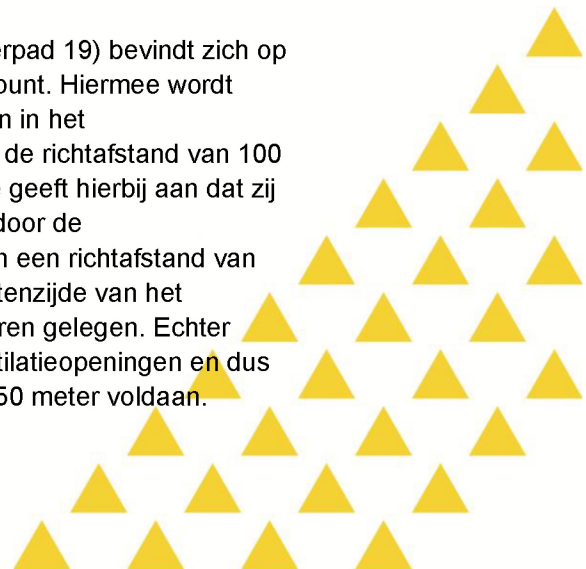 erpad 19) bevindt zich op
ount. Hiermee wordt
n in het
de richtafstand van 100
geeft hierbij aan dat zij
door de
n een richtafstand van
tenzijde van het
ren gelegen. Echter
tilatieopeningen en dus
50 meter voldaan.